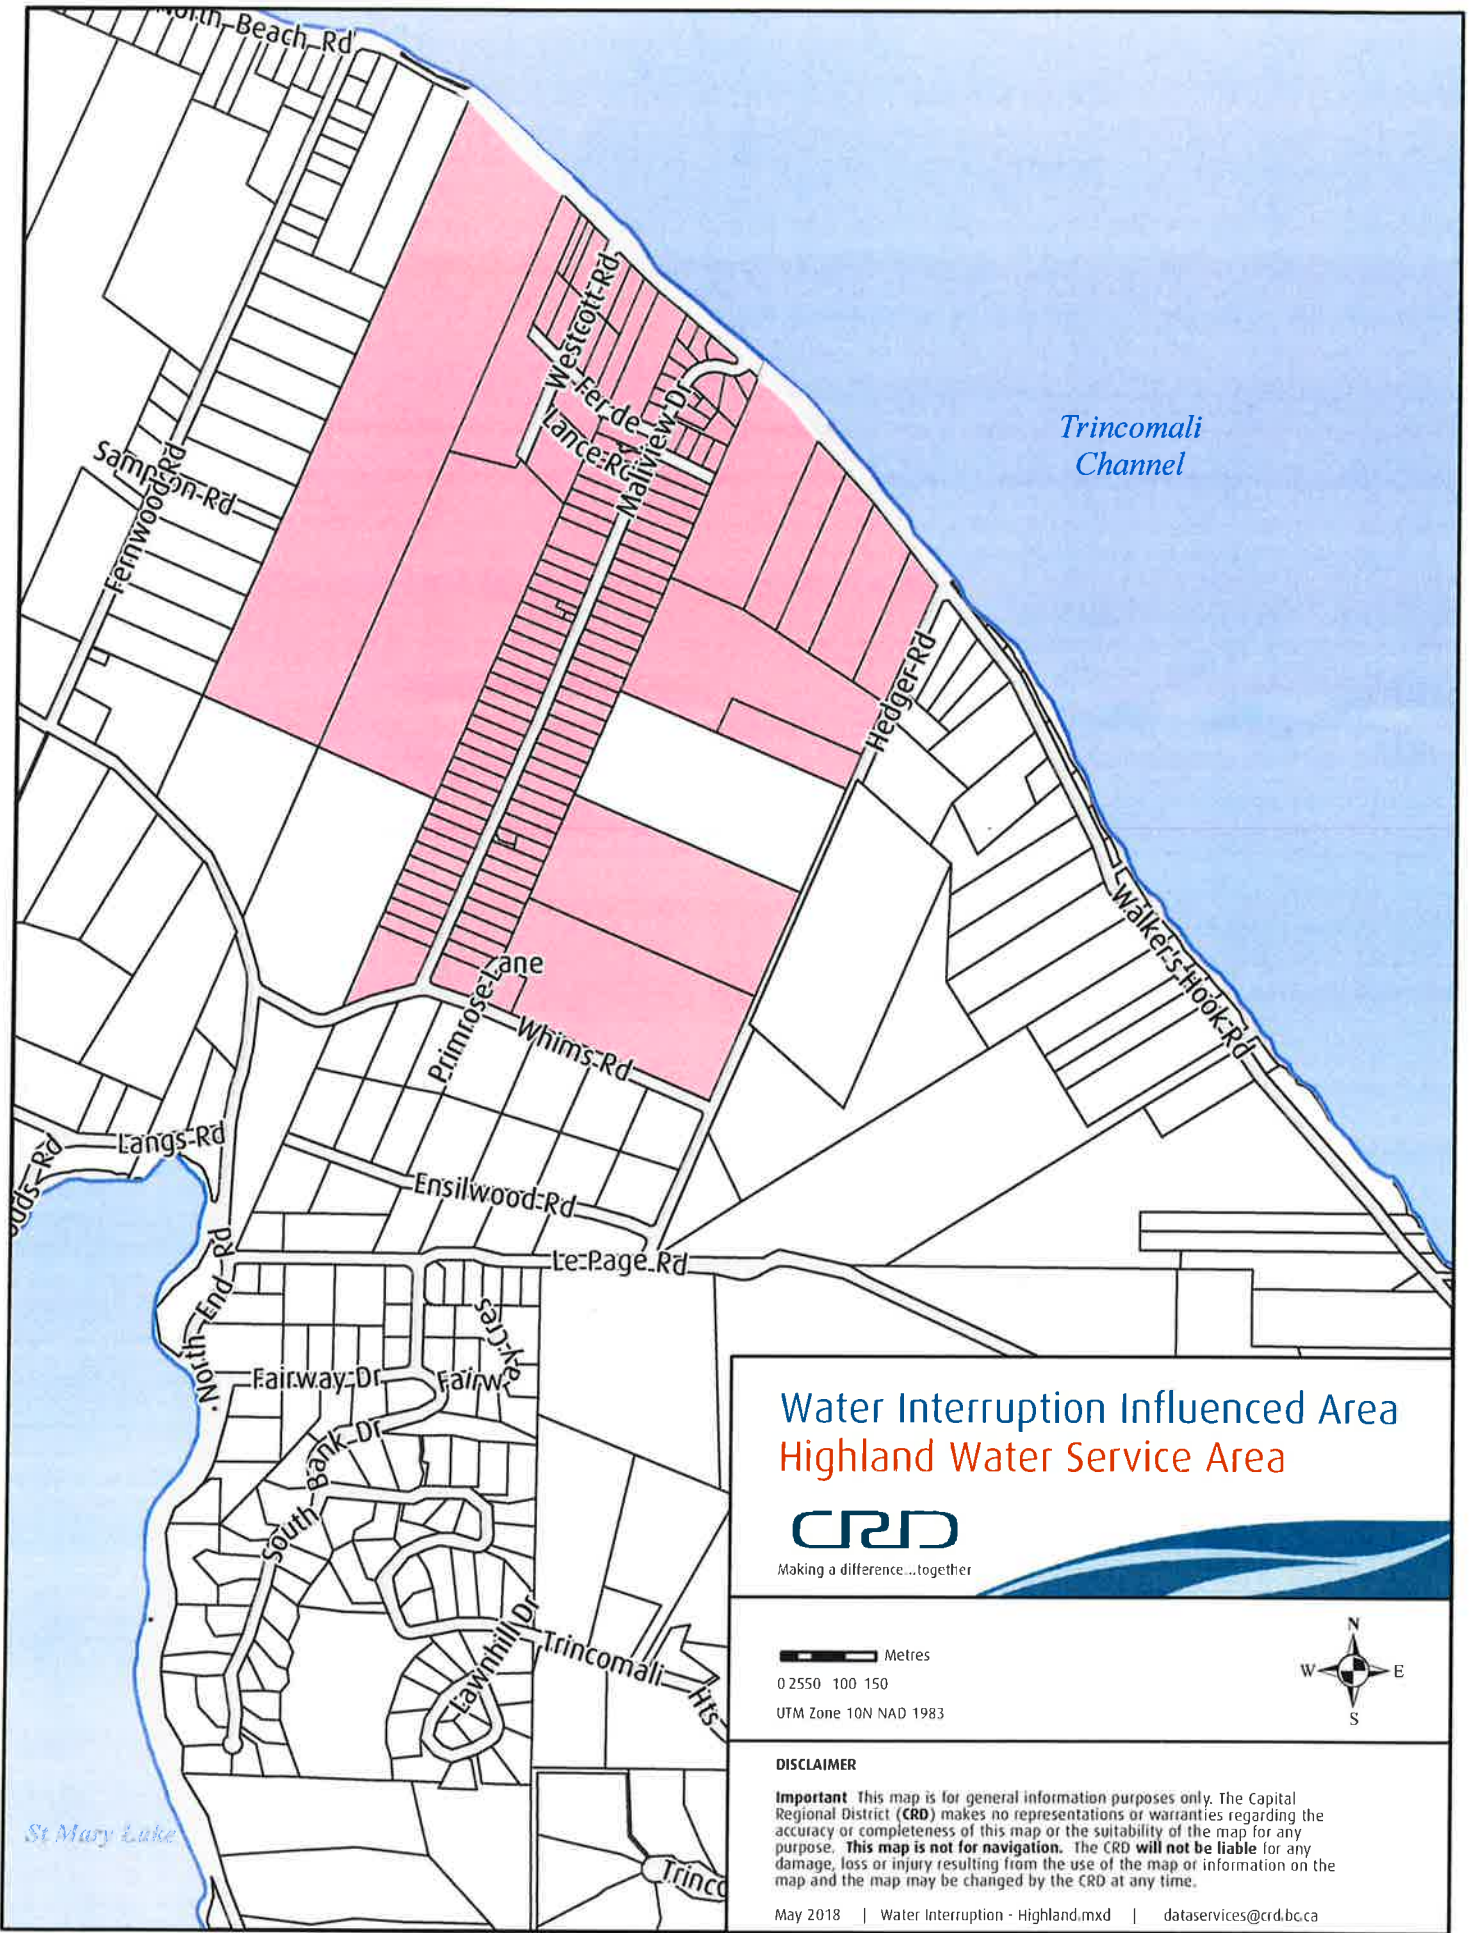 North Beach Rd
Westcott Rd
Fer de
Lance Rd
Mallview Dr
Trincomali
Channel
Sampson Rd
Fernwood Rd
Hedger Rd
Walker's Hook Rd
Primrose Lane
Whims Rd
Langs Rd
Ensilwood Rd
Le Page Rd
North End Rd
Fairway Dr
Fairway Cres
South Bank Dr
Lawnhill Dr
Trincomali Hts
St Mary Lake
Trinco
Water Interruption Influenced Area
Highland Water Service Area
CRD
Making a difference...together
Metres
0 2550 100 150
UTM Zone 10N NAD 1983
N
W E
S
DISCLAIMER
Important This map is for general information purposes only. The Capital
Regional District (CRD) makes no representations or warranties regarding the
accuracy or completeness of this map or the suitability of the map for any
purpose. This map is not for navigation. The CRD will not be liable for any
damage, loss or injury resulting from the use of the map or information on the
map and the map may be changed by the CRD at any time.
May 2018 | Water Interruption - Highland.mxd | dataservices@crd.bc.ca